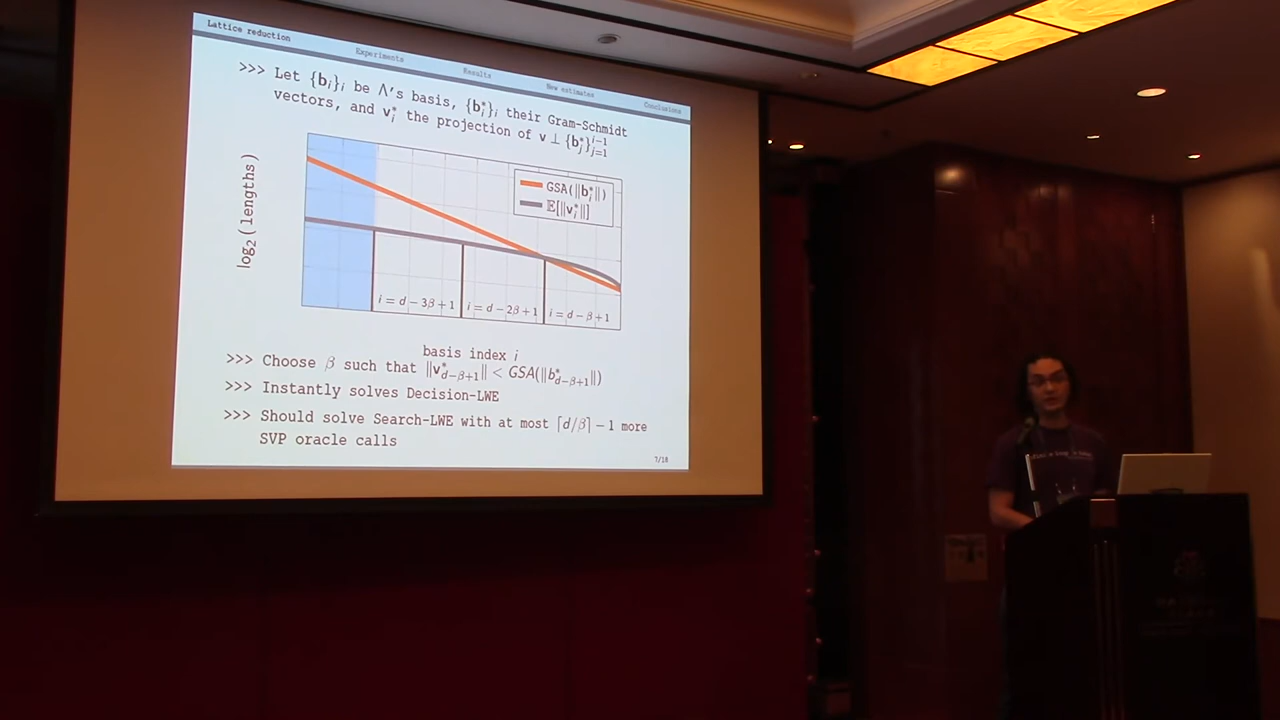 Lattice reduction Experiments Results New estimates Conclusions
>>> Let {b_i}_i be Λ's basis, {b*_i}_i their Gram-Schmidt
vectors, and v*_i the projection of v ⊥ {b*_j}_{j=1}^{i−1}
GSA(‖b*_i‖)
𝔼[‖v*_i‖]
log₂(lengths)
i = d − 3β + 1 i = d − 2β + 1 i = d − β + 1
basis index i
>>> Choose β such that ‖v*_{d−β+1}‖ < GSA(‖b*_{d−β+1}‖)
>>> Instantly solves Decision-LWE
>>> Should solve Search-LWE with at most ⌈d/β⌉ − 1 more
SVP oracle calls
7/18